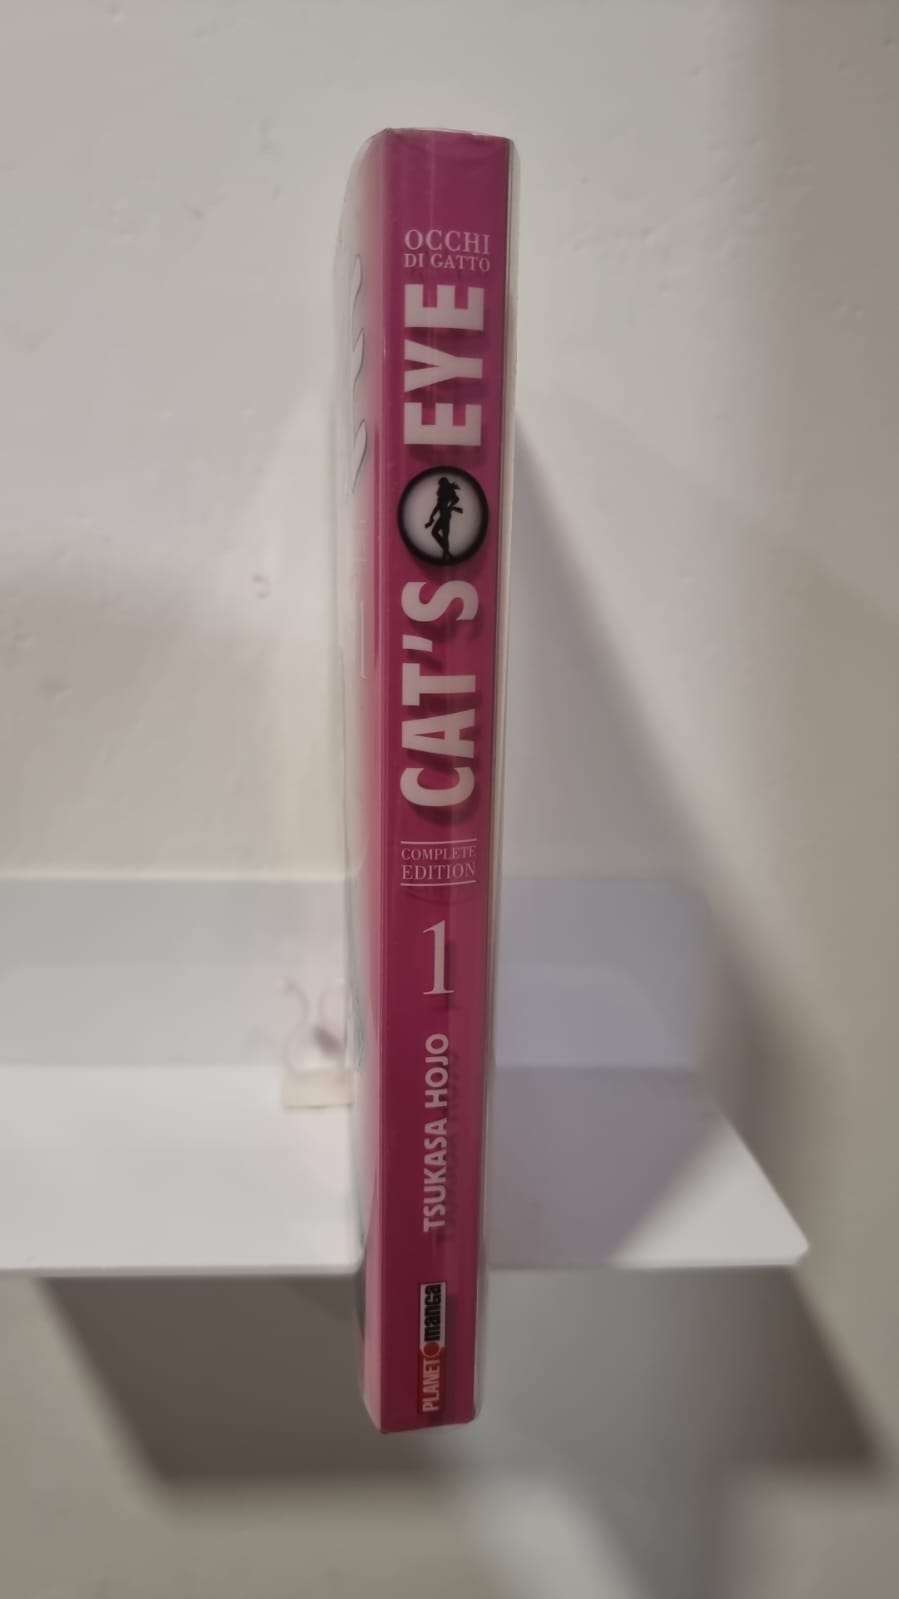 OCCHI
DI GATTO
CAT'S EYE
COMPLETE
EDITION
1
TSUKASA HOJO
PLANET manga